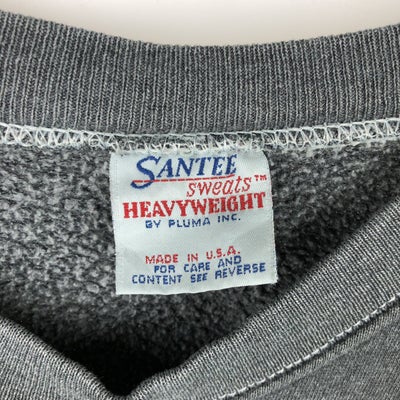 SANTEE
sweats™
HEAVYWEIGHT
BY PLUMA INC.
MADE IN U.S.A.
FOR CARE AND
CONTENT SEE REVERSE